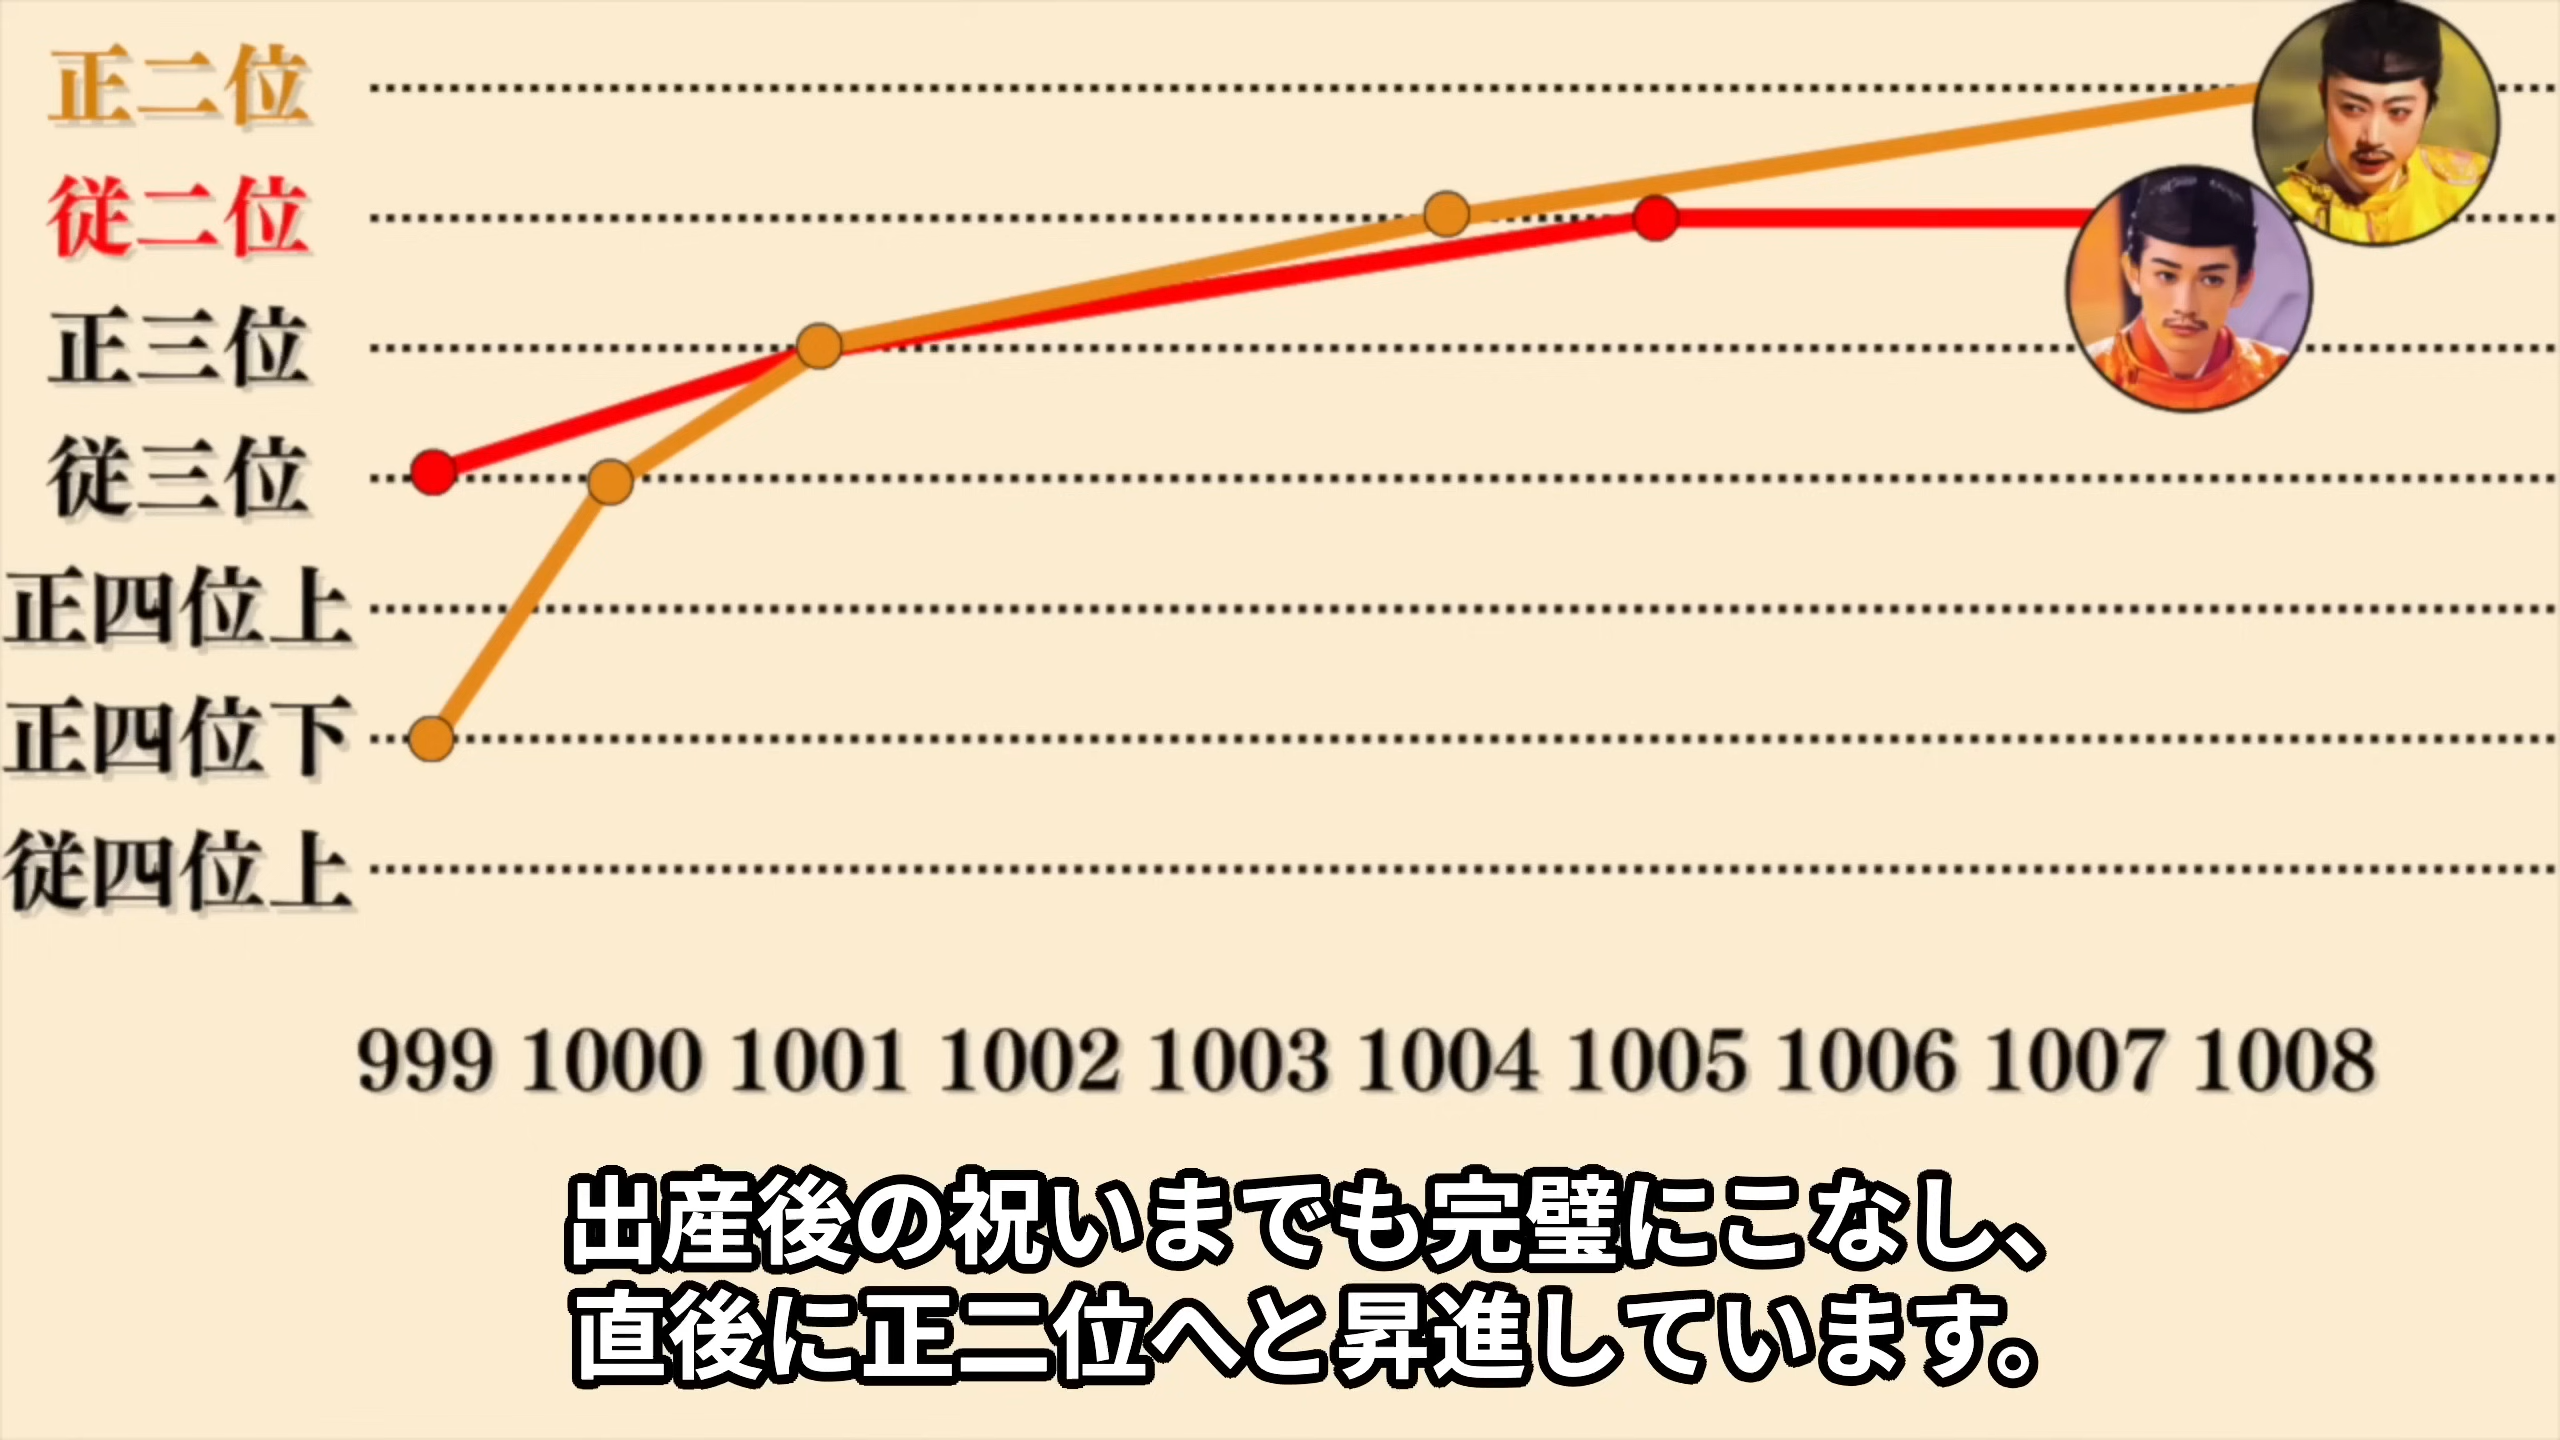 正二位
従二位
正三位
従三位
正四位上
正四位下
従四位上
999 1000 1001 1002 1003 1004 1005 1006 1007 1008
出産後の祝いまでも完璧にこなし、
直後に正二位へと昇進しています。